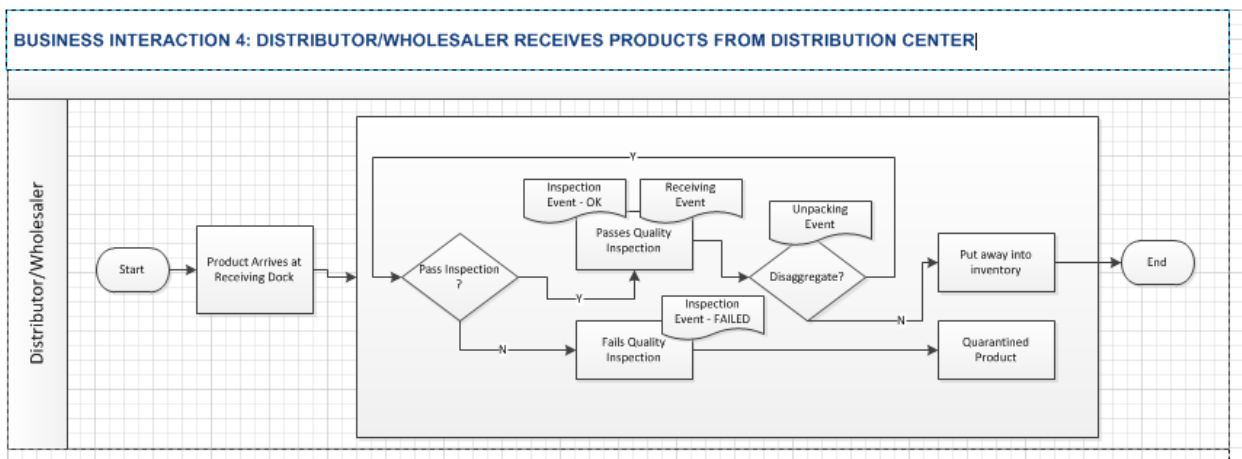 BUSINESS INTERACTION 4: DISTRIBUTOR/WHOLESALER RECEIVES PRODUCTS FROM DISTRIBUTION CENTER
Distributor/Wholesaler
Start
Product Arrives at
Receiving Dock
Pass Inspection
?
Y
Inspection
Event - OK
Receiving
Event
Passes Quality
Inspection
Y
Unpacking
Event
Disaggregate?
N
Inspection
Event - FAILED
Fails Quality
Inspection
N
Put away into
inventory
Quarantined
Product
End